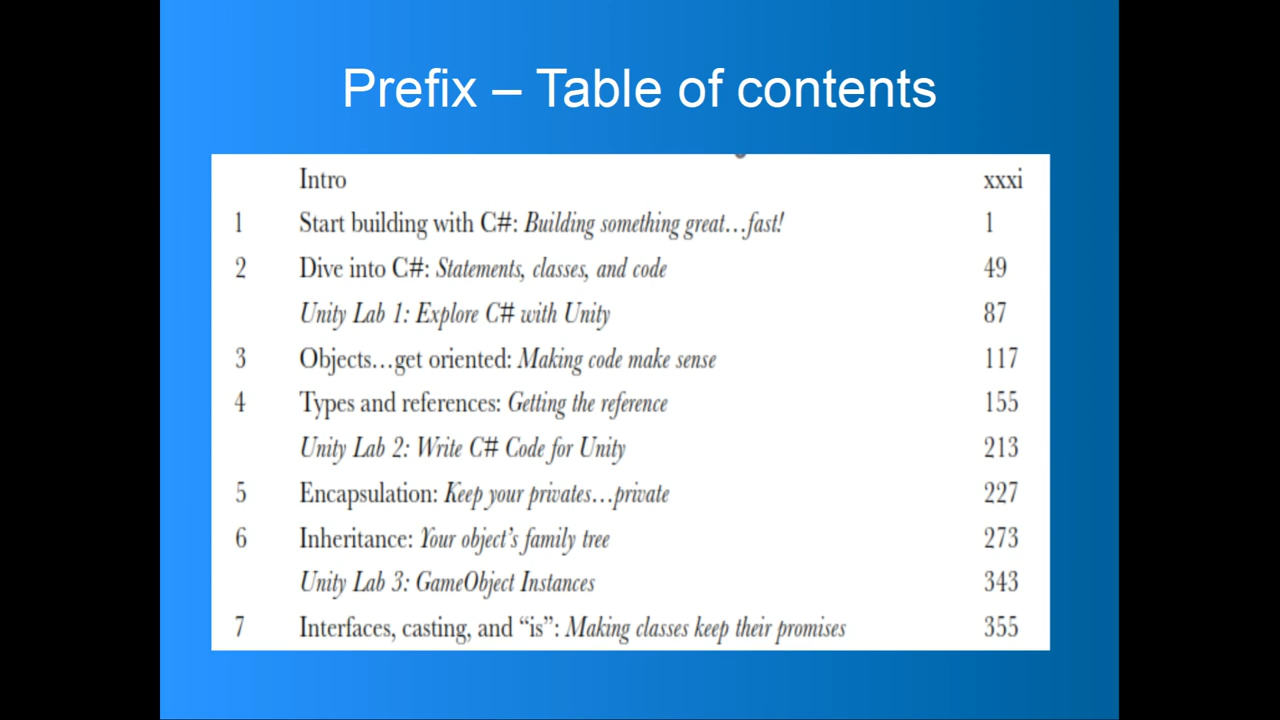 Prefix – Table of contents
Intro xxxi
1 Start building with C#: Building something great…fast! 1
2 Dive into C#: Statements, classes, and code 49
Unity Lab 1: Explore C# with Unity 87
3 Objects…get oriented: Making code make sense 117
4 Types and references: Getting the reference 155
Unity Lab 2: Write C# Code for Unity 213
5 Encapsulation: Keep your privates…private 227
6 Inheritance: Your object’s family tree 273
Unity Lab 3: GameObject Instances 343
7 Interfaces, casting, and “is”: Making classes keep their promises 355